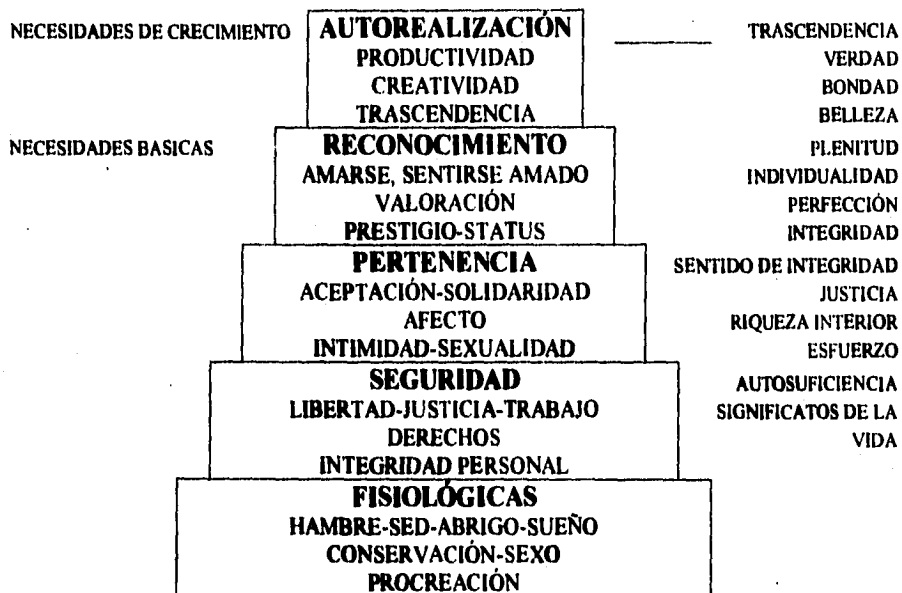 NECESIDADES DE CRECIMIENTO
AUTOREALIZACIÓN
PRODUCTIVIDAD
CREATIVIDAD
TRASCENDENCIA
NECESIDADES BASICAS
RECONOCIMIENTO
AMARSE, SENTIRSE AMADO
VALORACIÓN
PRESTIGIO-STATUS
PERTENENCIA
ACEPTACIÓN-SOLIDARIDAD
AFECTO
INTIMIDAD-SEXUALIDAD
SEGURIDAD
LIBERTAD-JUSTICIA-TRABAJO
DERECHOS
INTEGRIDAD PERSONAL
FISIOLÓGICAS
HAMBRE-SED-ABRIGO-SUEÑO
CONSERVACIÓN-SEXO
PROCREACIÓN
TRASCENDENCIA
VERDAD
BONDAD
BELLEZA
PLENITUD
INDIVIDUALIDAD
PERFECCIÓN
INTEGRIDAD
SENTIDO DE INTEGRIDAD
JUSTICIA
RIQUEZA INTERIOR
ESFUERZO
AUTOSUFICIENCIA
SIGNIFICATOS DE LA
VIDA